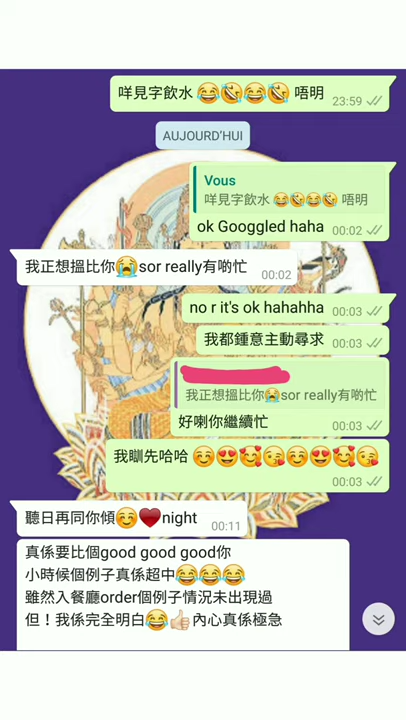 咩見字飲水 😂🤣😂🤣 唔明
23:59
AUJOURD'HUI
Vous
咩見字飲水 😂🤣😂🤣 唔明
ok Googgled haha
00:02
我正想搵比你😭sor really有啲忙
00:02
no r it's ok hahahha
00:03
我都鍾意主動尋求
00:03
我正想搵比你😭sor really有啲忙
好喇你繼續忙
00:03
我瞓先哈哈 ☺️😍🥰😘☺️😍🥰😘
00:03
聽日再同你傾☺️❤️night
00:11
真係要比個good good good你
小時候個例子真係超中😂😂😂
雖然入餐廳order個例子情況未出現過
但！我係完全明白😂👍🏻內心真係極急